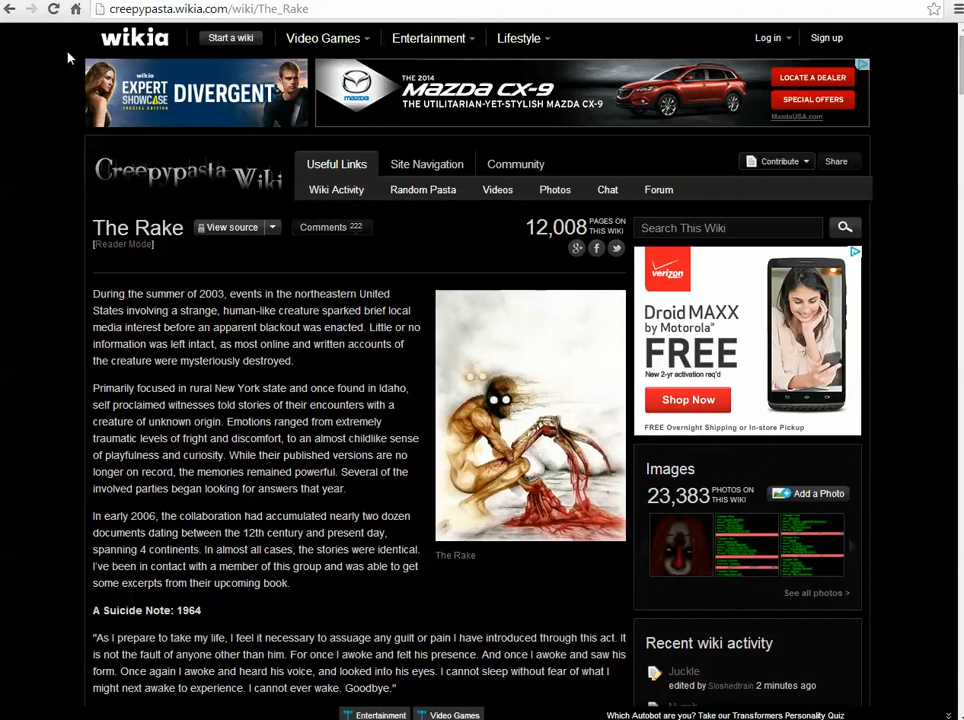 creepypasta.wikia.com/wiki/The_Rake
wikia Start a wiki Video Games Entertainment Lifestyle Log in Sign up
wikia
EXPERT
SHOWCASE
SPECIAL EDITION
DIVERGENT
THE 2014
MAZDA CX-9
THE UTILITARIAN-YET-STYLISH MAZDA CX-9
LOCATE A DEALER
SPECIAL OFFERS
MazdaUSA.com
Creepypasta Wiki
Useful Links Site Navigation Community Contribute Share
Wiki Activity Random Pasta Videos Photos Chat Forum
The Rake View source Comments 222 12,008 PAGES ON
THIS WIKI
Search This Wiki
[Reader Mode]
During the summer of 2003, events in the northeastern United
States involving a strange, human-like creature sparked brief local
media interest before an apparent blackout was enacted. Little or no
information was left intact, as most online and written accounts of
the creature were mysteriously destroyed.
Primarily focused in rural New York state and once found in Idaho,
self proclaimed witnesses told stories of their encounters with a
creature of unknown origin. Emotions ranged from extremely
traumatic levels of fright and discomfort, to an almost childlike sense
of playfulness and curiosity. While their published versions are no
longer on record, the memories remained powerful. Several of the
involved parties began looking for answers that year.
In early 2006, the collaboration had accumulated nearly two dozen
documents dating between the 12th century and present day,
spanning 4 continents. In almost all cases, the stories were identical.
I've been in contact with a member of this group and was able to get
some excerpts from their upcoming book.
The Rake
A Suicide Note: 1964
"As I prepare to take my life, I feel it necessary to assuage any guilt or pain I have introduced through this act. It
is not the fault of anyone other than him. For once I awoke and felt his presence. And once I awoke and saw his
form. Once again I awoke and heard his voice, and looked into his eyes. I cannot sleep without fear of what I
might next awake to experience. I cannot ever wake. Goodbye."
verizon
Droid MAXX
by Motorola
FREE
New 2-yr activation req'd
Shop Now
FREE Overnight Shipping or In-store Pickup
Images
23,383 PHOTOS ON
THIS WIKI
Add a Photo
See all photos >
Recent wiki activity
Juckle
edited by Sloshedtrain 2 minutes ago
Entertainment Video Games Which Autobot are you? Take our Transformers Personality Quiz